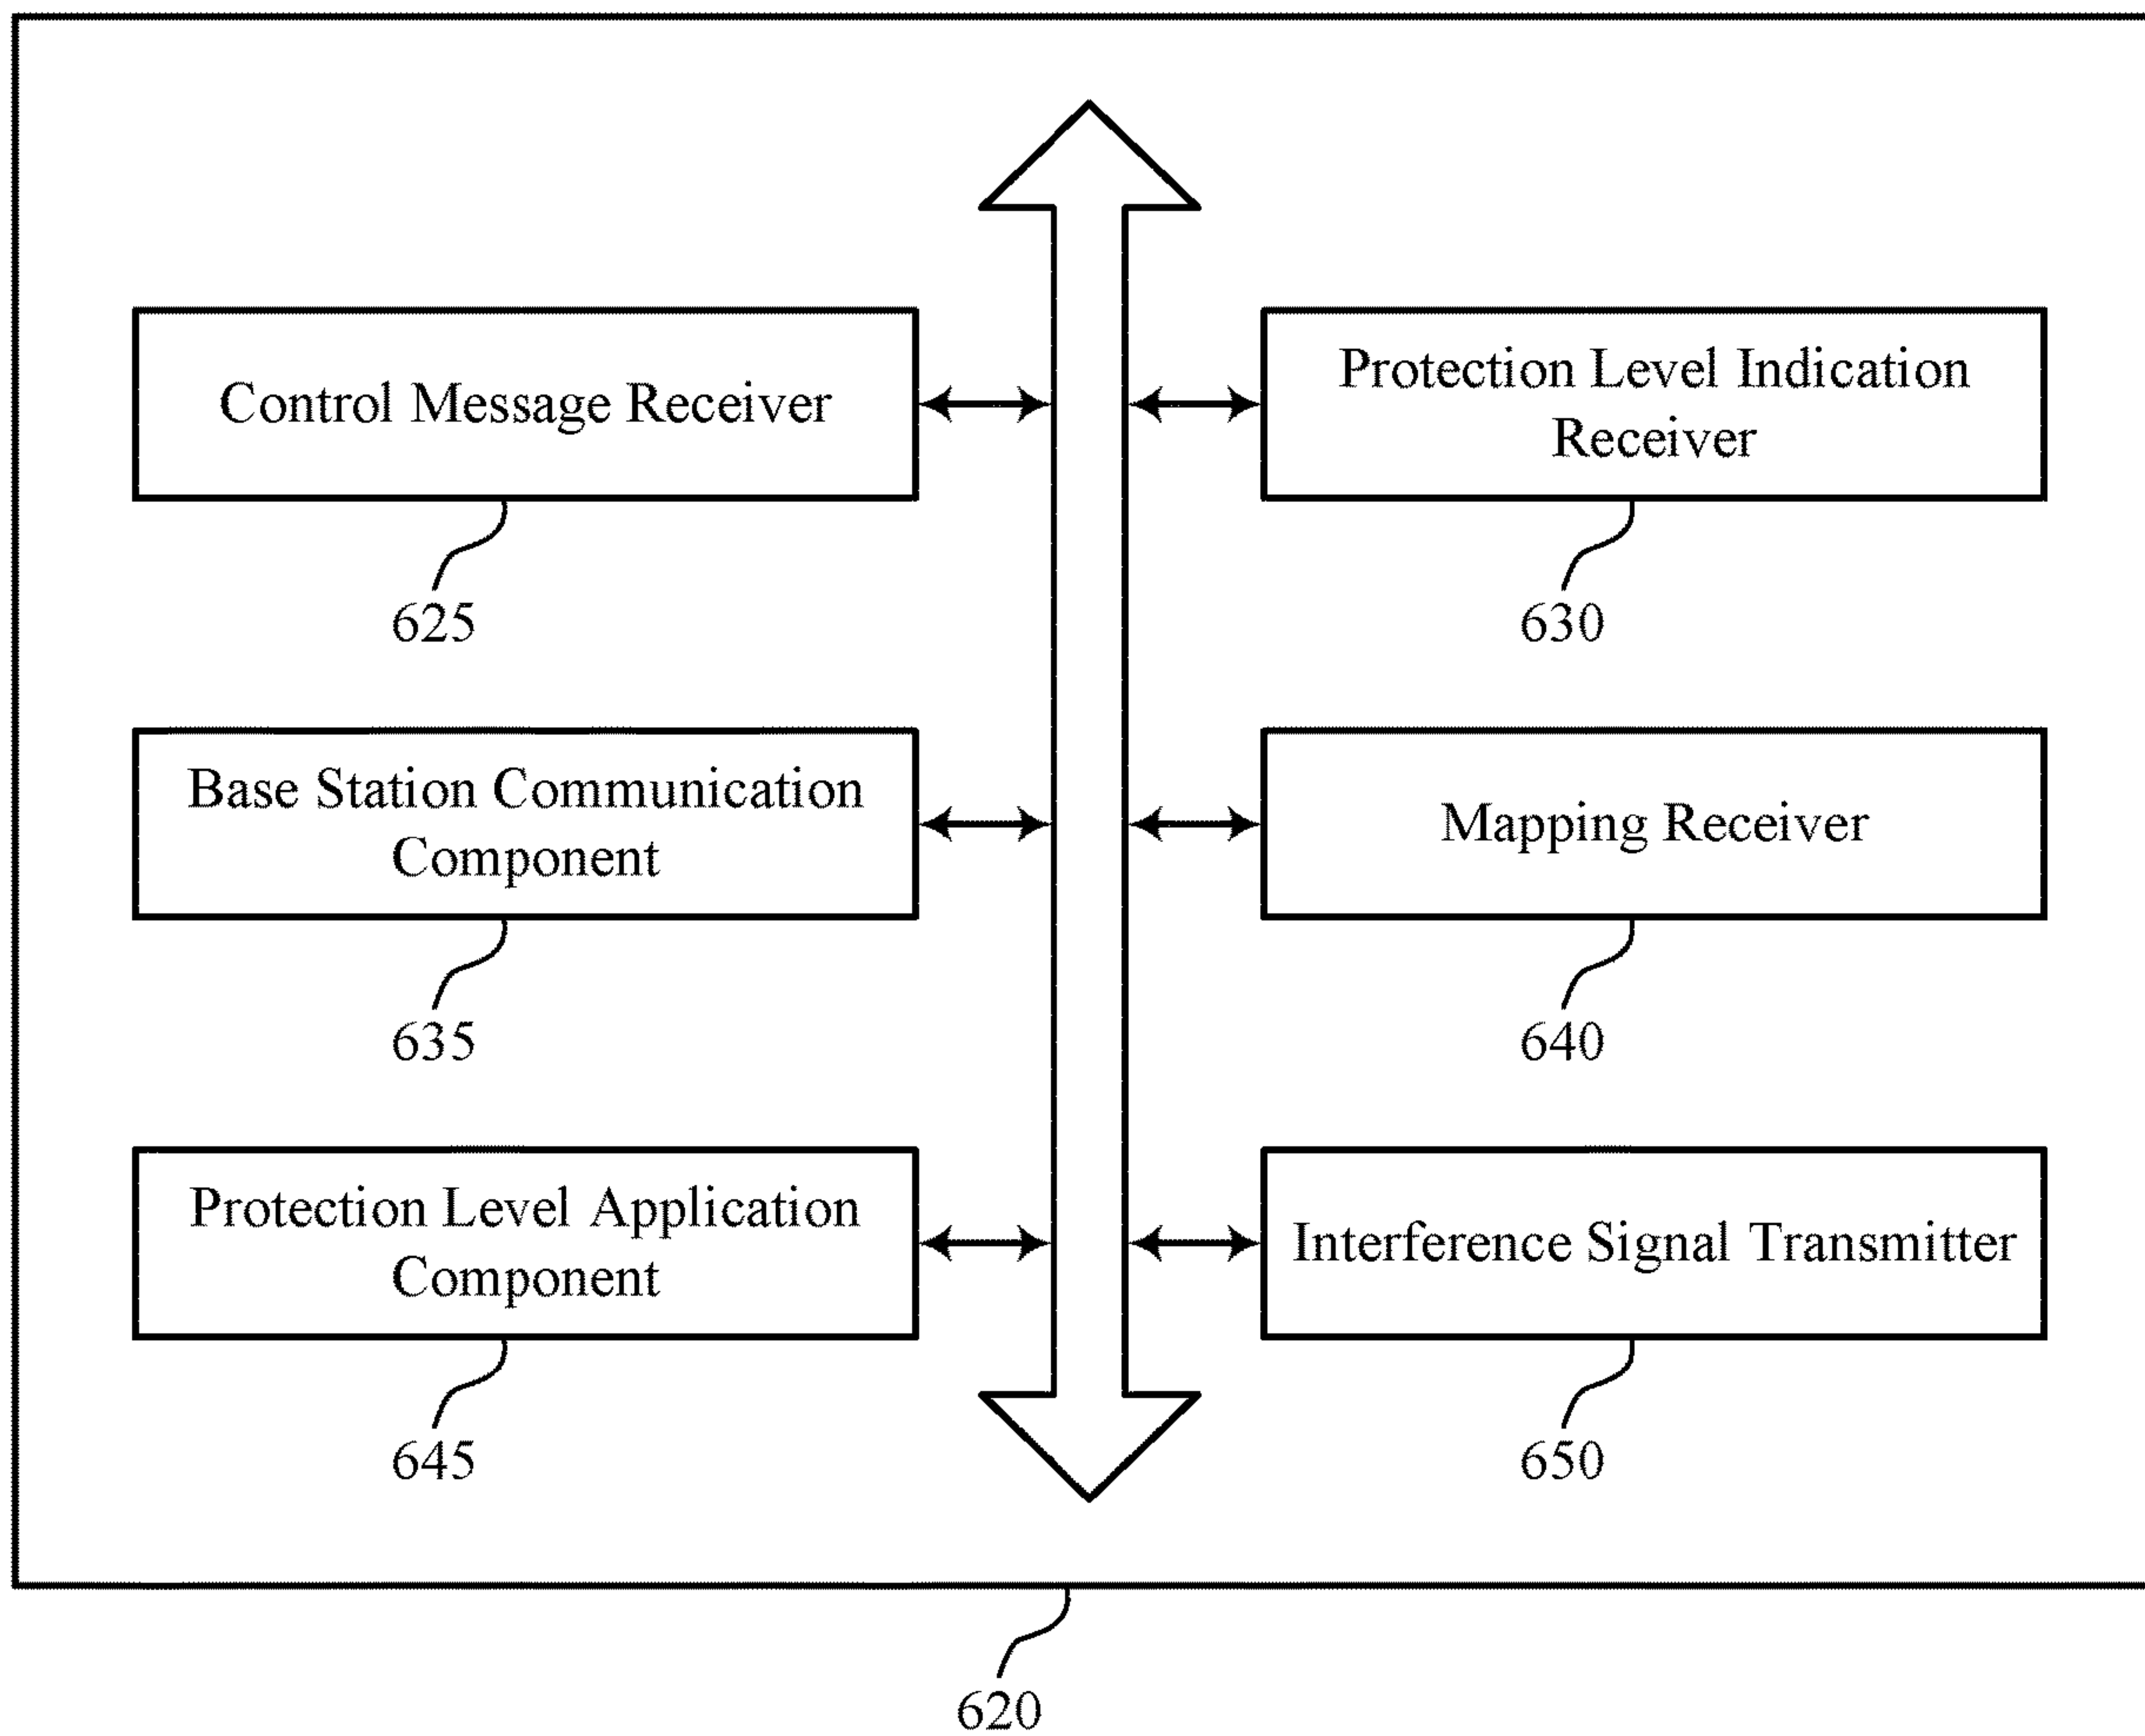 Control Message Receiver
625
Protection Level Indication
Receiver
630
Base Station Communication
Component
635
Mapping Receiver
640
Protection Level Application
Component
645
Interference Signal Transmitter
650
620